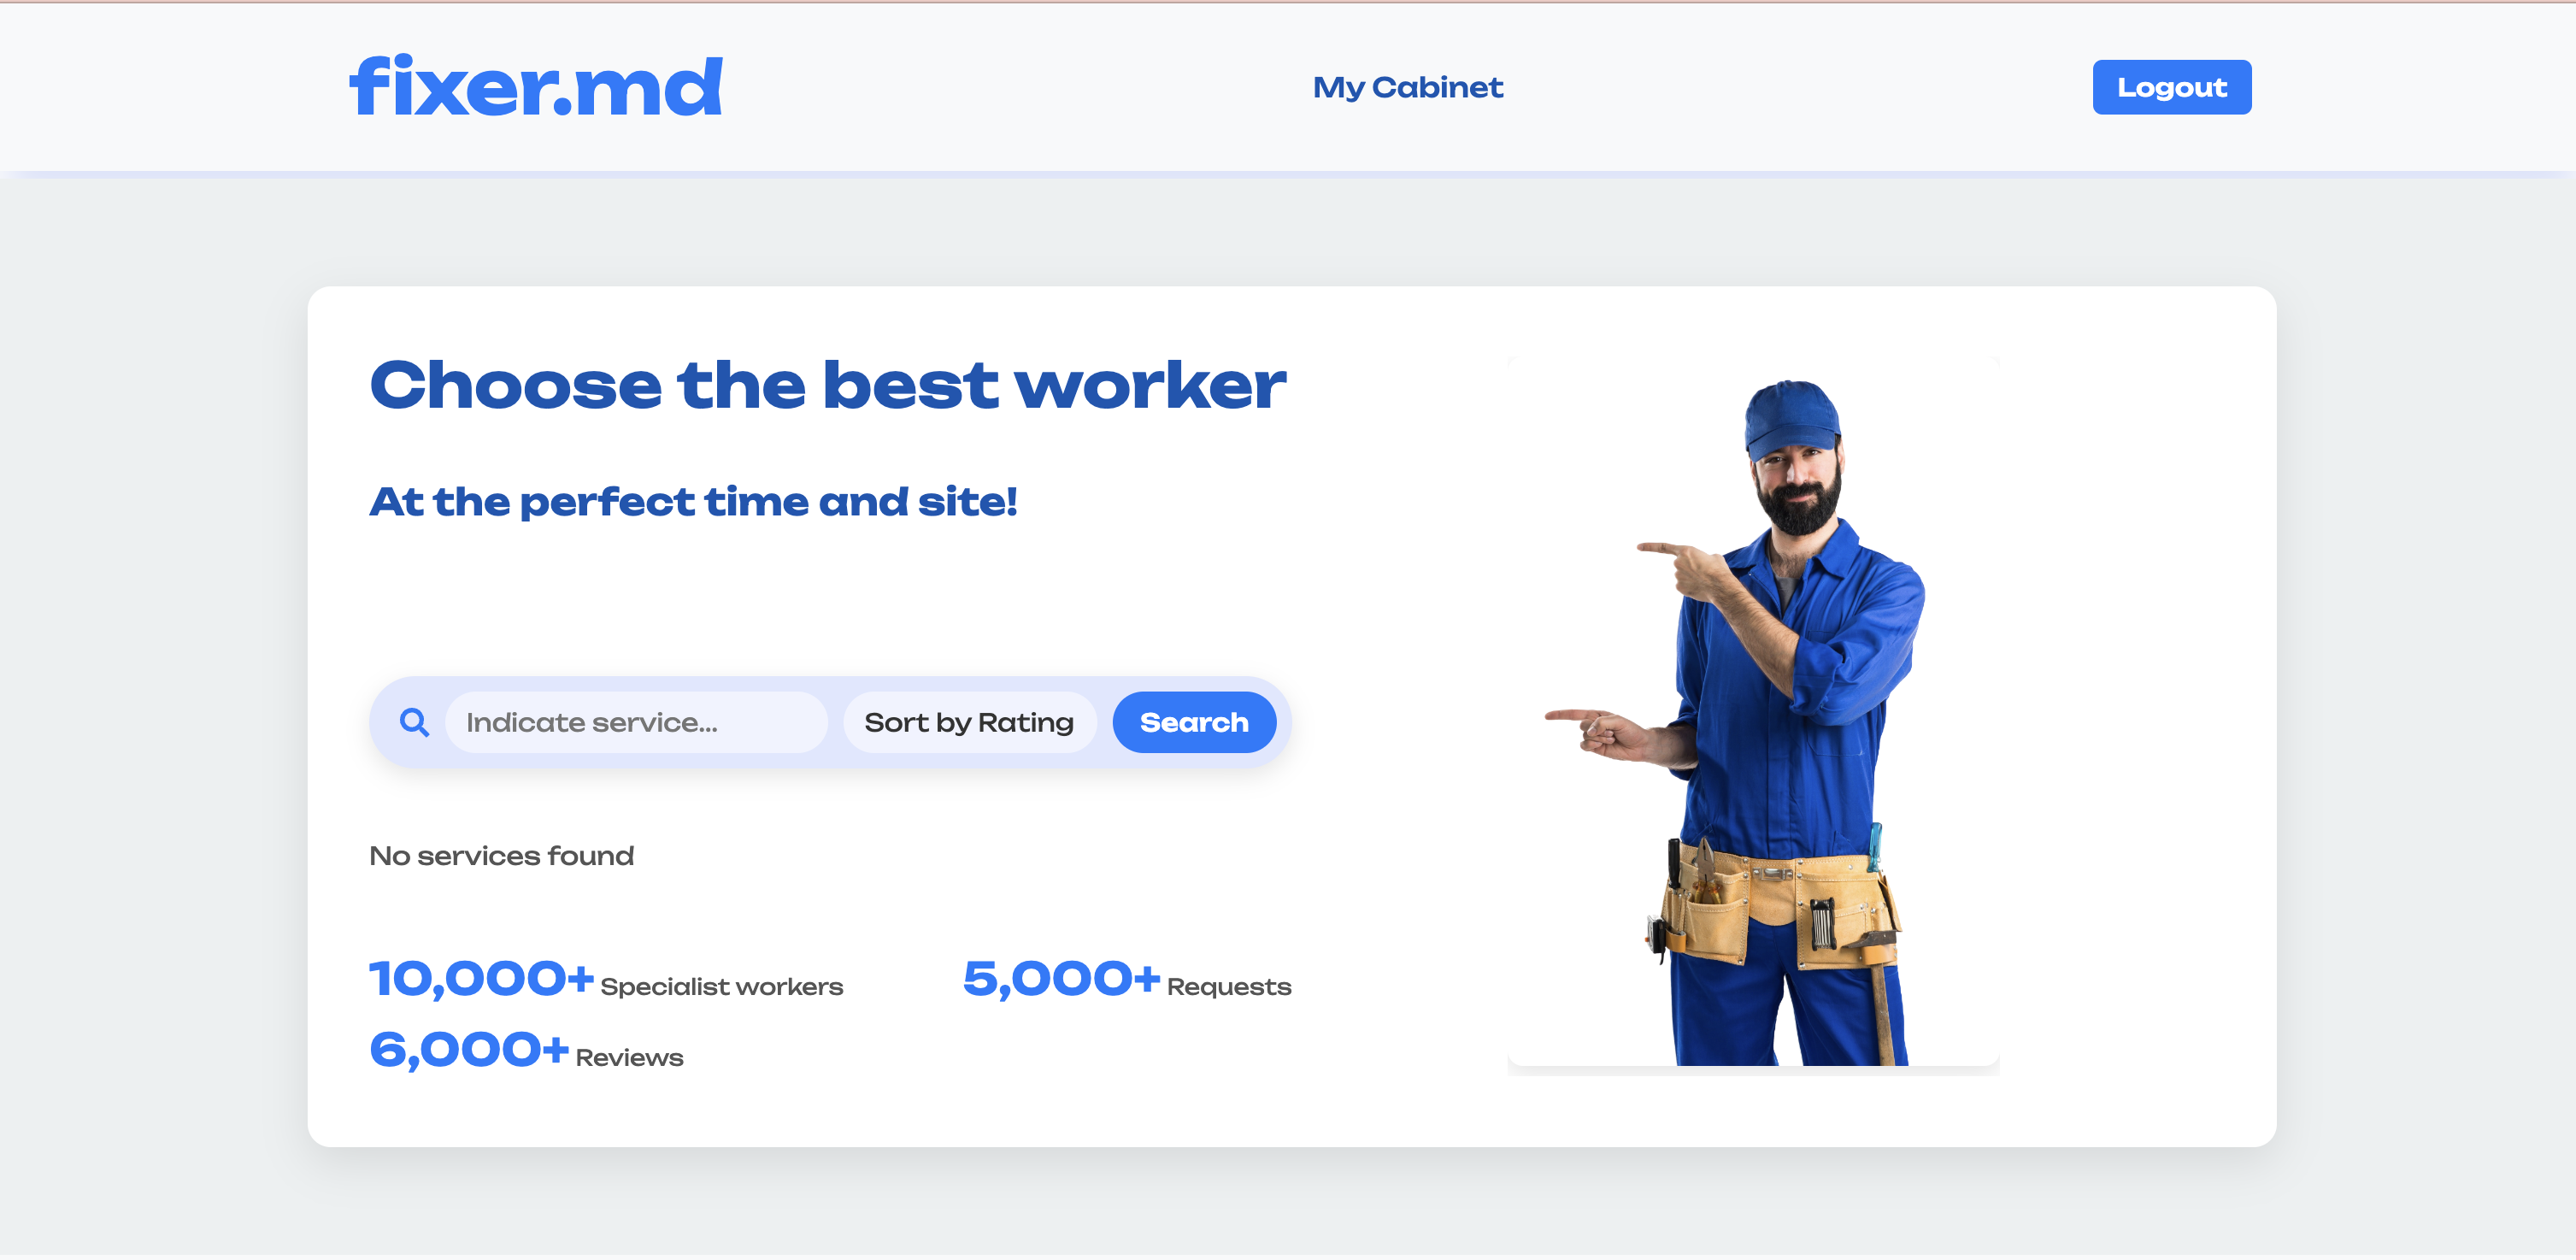 fixer.md
My Cabinet
Logout
Choose the best worker
At the perfect time and site!
Indicate service...
Sort by Rating
Search
No services found
10,000+ Specialist workers
5,000+ Requests
6,000+ Reviews